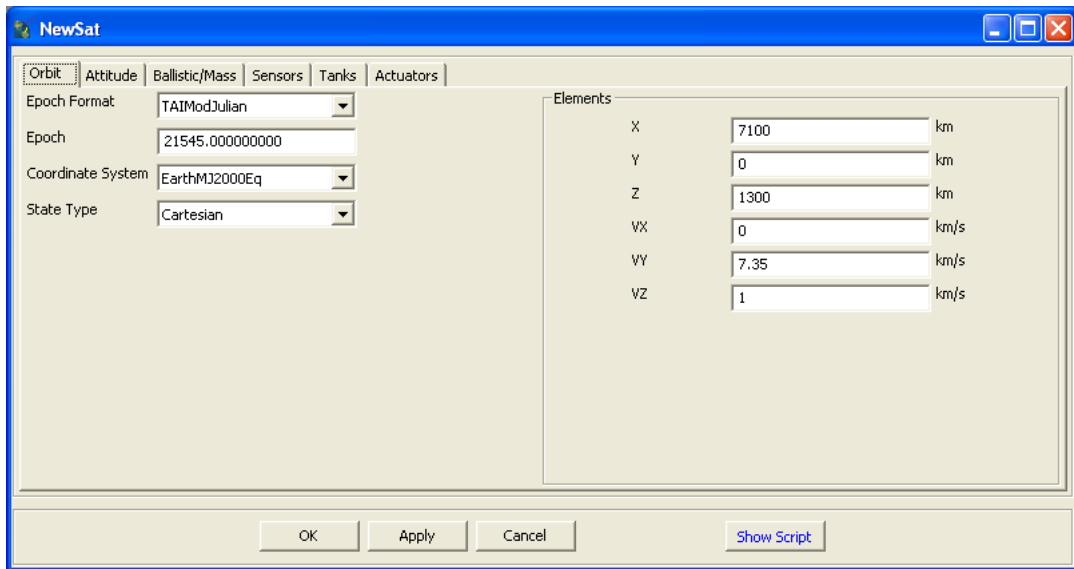 NewSat
Orbit Attitude Ballistic/Mass Sensors Tanks Actuators
Epoch Format TAIModJulian
Epoch 21545.000000000
Coordinate System EarthMJ2000Eq
State Type Cartesian
Elements
X 7100 km
Y 0 km
Z 1300 km
VX 0 km/s
VY 7.35 km/s
VZ 1 km/s
OK Apply Cancel Show Script